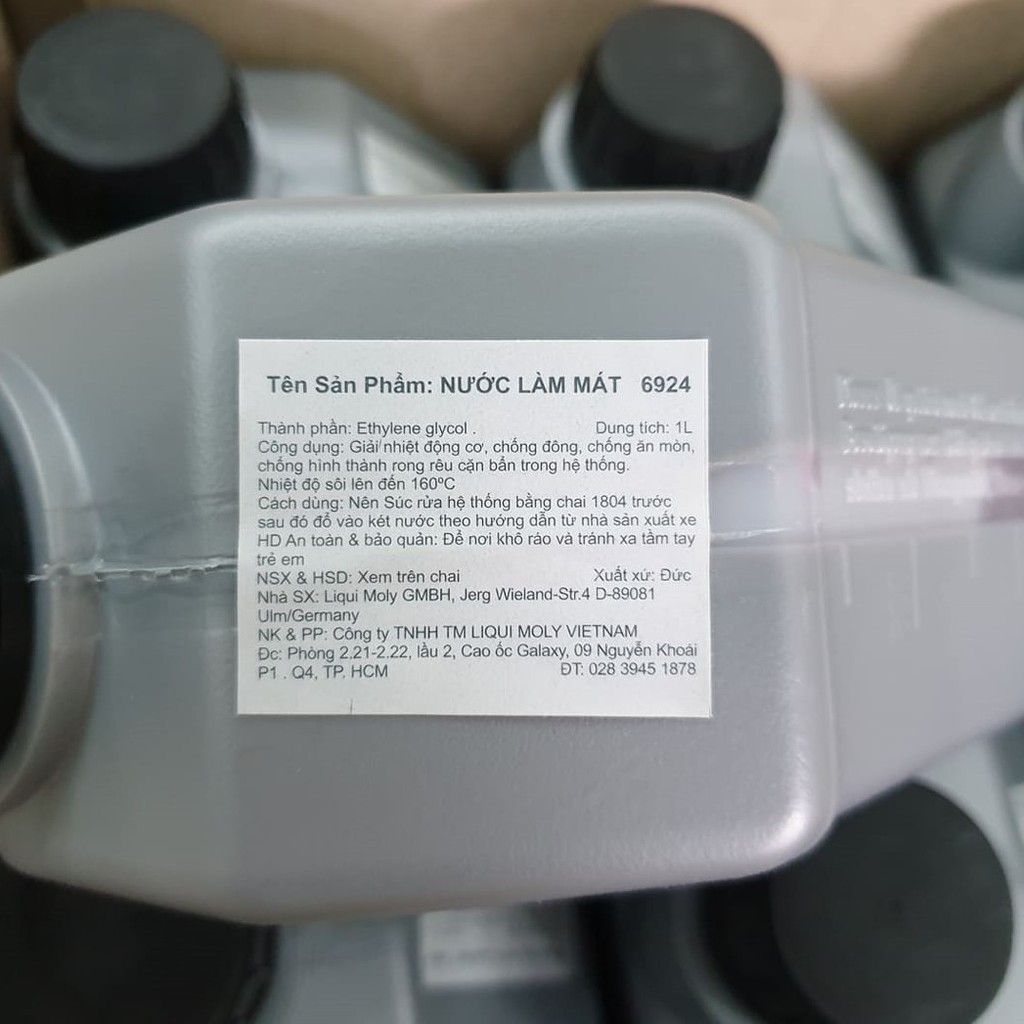 Tên Sản Phẩm: NƯỚC LÀM MÁT 6924
Thành phần: Ethylene glycol . Dung tích: 1L
Công dụng: Giải nhiệt động cơ, chống đông, chống ăn mòn,
chống hình thành rong rêu cặn bẩn trong hệ thống.
Nhiệt độ sôi lên đến 160ºC
Cách dùng: Nên Súc rửa hệ thống bằng chai 1804 trước
sau đó đổ vào két nước theo hướng dẫn từ nhà sản xuất xe
HD An toàn & bảo quản: Để nơi khô ráo và tránh xa tầm tay
trẻ em
NSX & HSD: Xem trên chai Xuất xứ: Đức
Nhà SX: Liqui Moly GMBH, Jerg Wieland-Str.4 D-89081
Ulm/Germany
NK & PP: Công ty TNHH TM LIQUI MOLY VIETNAM
Đc: Phòng 2.21-2.22, lầu 2, Cao ốc Galaxy, 09 Nguyễn Khoái
P1 . Q4, TP. HCM ĐT: 028 3945 1878